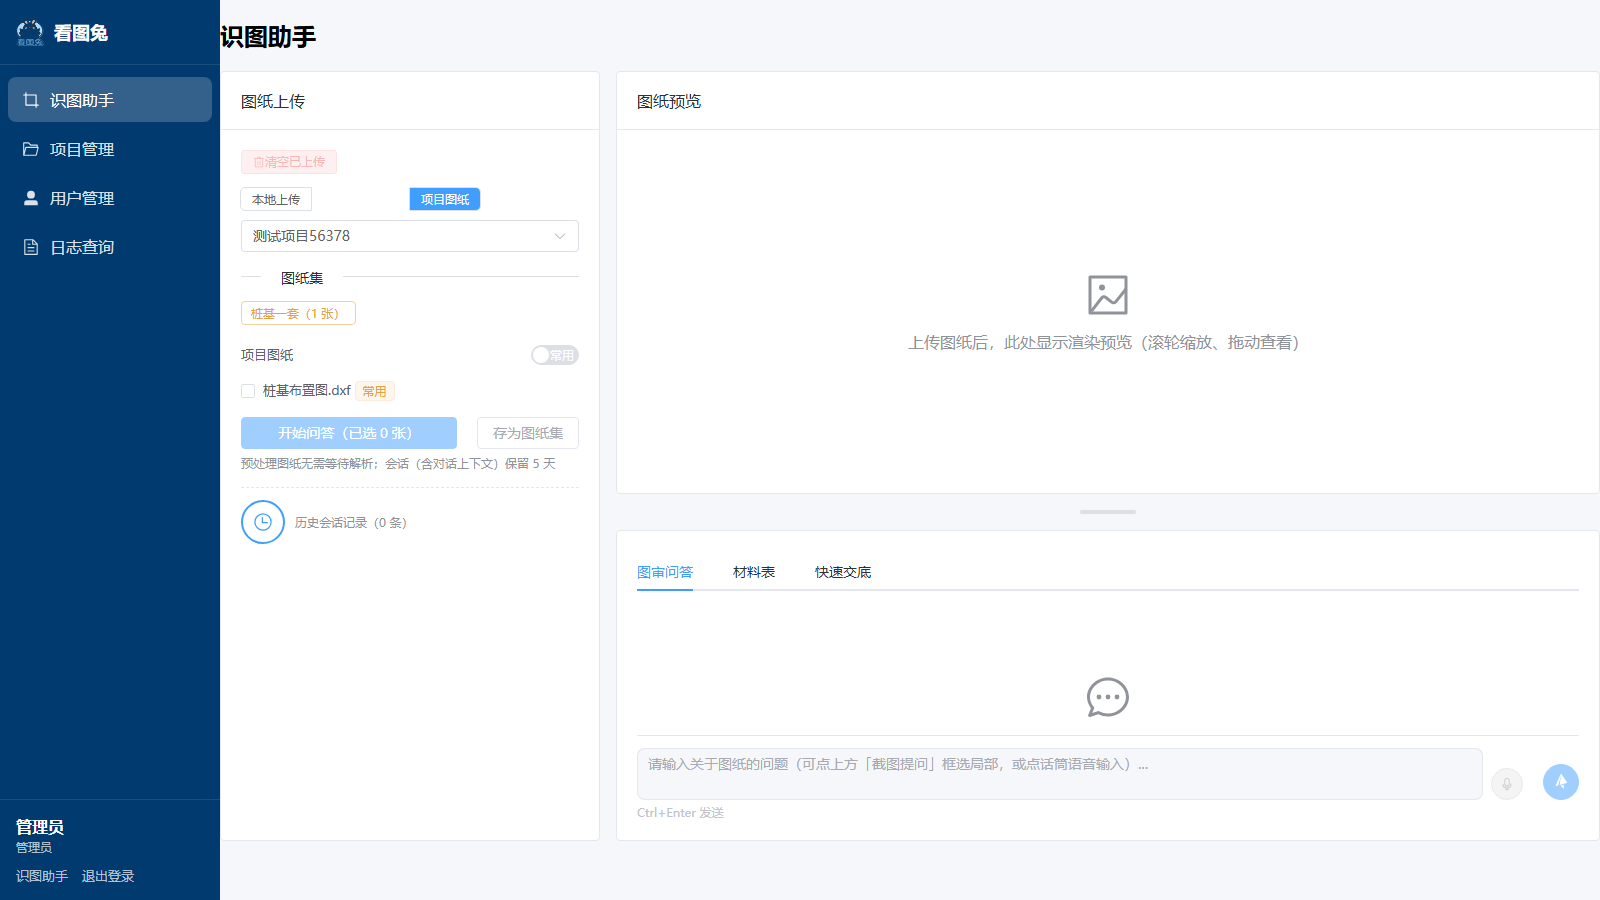 看图兔
看图兔
识图助手
项目管理
用户管理
日志查询
管理员
管理员
识图助手
退出登录
识图助手
图纸上传
清空已上传
本地上传
项目图纸
测试项目56378
图纸集
桩基一套（1 张）
项目图纸
常用
桩基布置图.dxf
常用
开始问答（已选 0 张）
存为图纸集
预处理图纸无需等待解析；会话（含对话上下文）保留 5 天
历史会话记录（0 条）
图纸预览
上传图纸后，此处显示渲染预览（滚轮缩放、拖动查看）
图审问答
材料表
快速交底
请输入关于图纸的问题（可点上方「截图提问」框选局部，或点话筒语音输入）...
Ctrl+Enter 发送